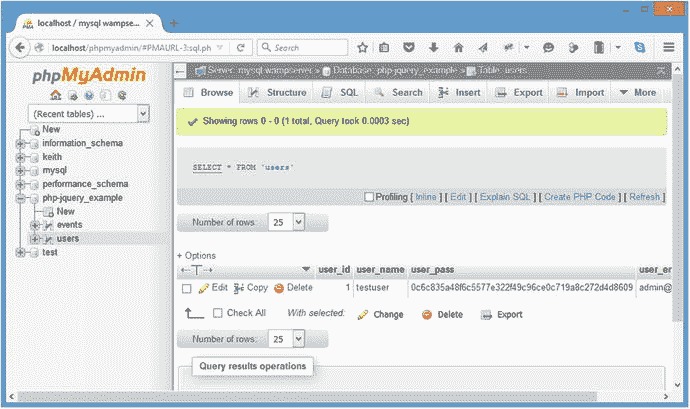 localhost / mysql wampse...
localhost/phpmyadmin/#PMAURL-3:sql.ph
Search
phpMyAdmin
(Recent tables) ...
New
information_schema
keith
mysql
performance_schema
php-jquery_example
New
events
users
test
Server: mysql wampserver » Database: php-jquery_example » Table: users
Browse Structure SQL Search Insert Export Import More
Showing rows 0 - 0 (1 total, Query took 0.0003 sec)
SELECT * FROM `users`
Profiling [ Inline ] [ Edit ] [ Explain SQL ] [ Create PHP Code ] [ Refresh ]
Number of rows: 25
+ Options
user_id user_name user_pass user_em
Edit Copy Delete 1 testuser 0c6c835a48f6c5577e322f49c96ce0c719a8c272d4d8609 admin@
Check All With selected: Change Delete Export
Number of rows: 25
Query results operations